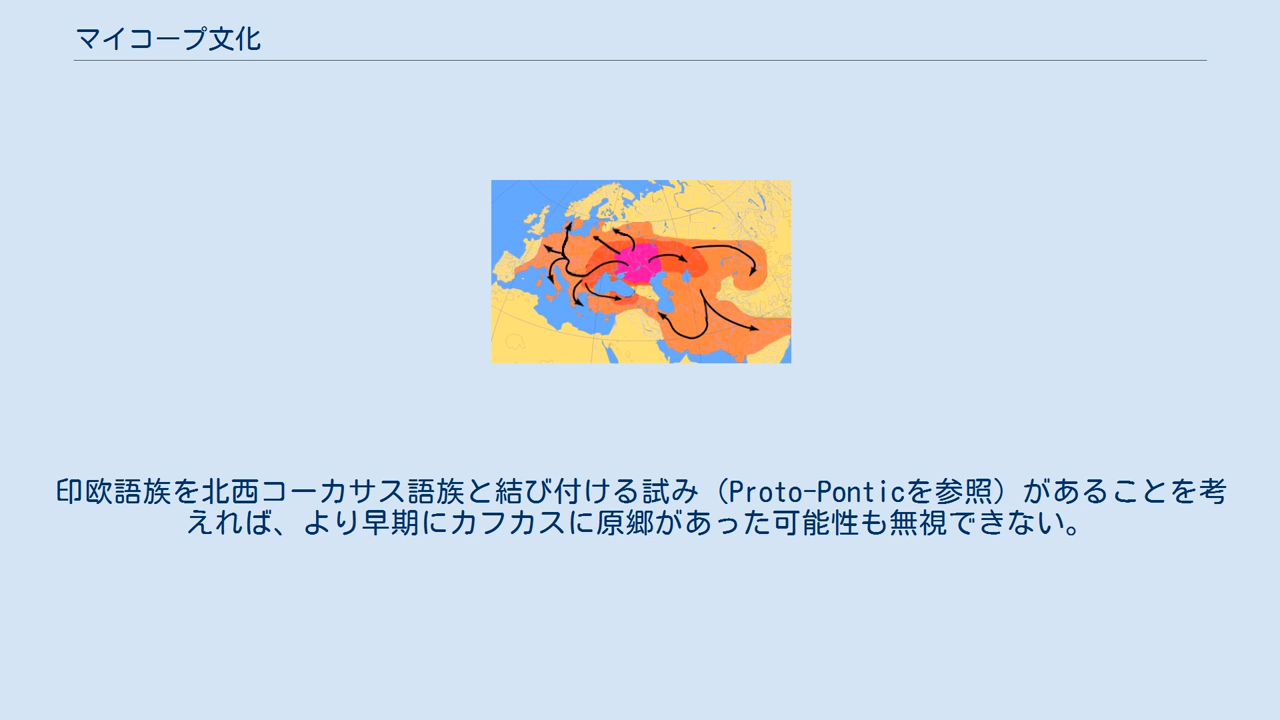 マイコープ文化
印欧語族を北西コーカサス語族と結び付ける試み（Proto-Ponticを参照）があることを考
えれば、より早期にカフカスに原郷があった可能性も無視できない。